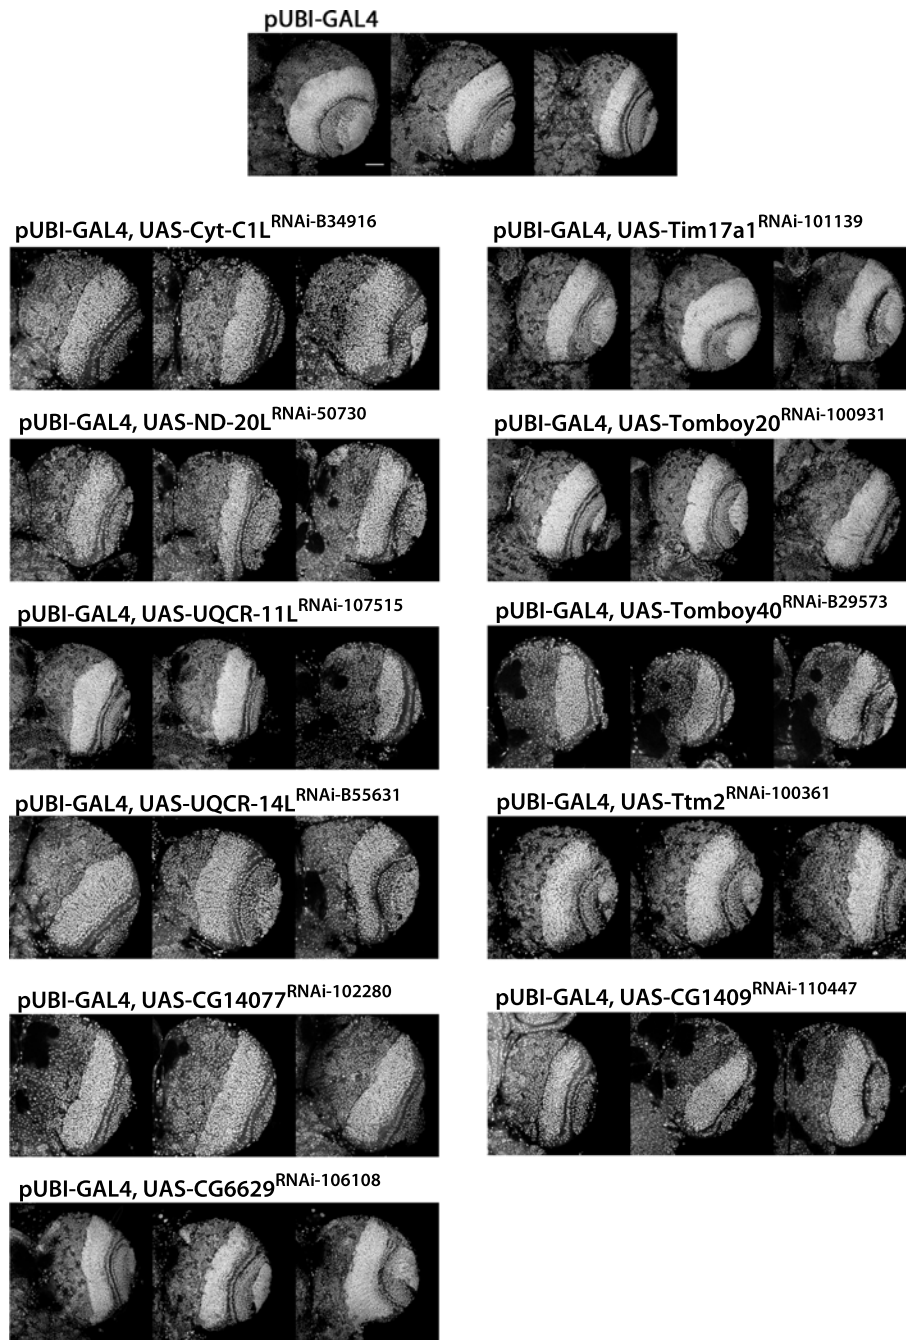 pUBI-GAL4
pUBI-GAL4, UAS-Cyt-C1L RNAi-B34916
pUBI-GAL4, UAS-Tim17a1 RNAi-101139
pUBI-GAL4, UAS-ND-20L RNAi-50730
pUBI-GAL4, UAS-Tomboy20 RNAi-100931
pUBI-GAL4, UAS-UQCR-11L RNAi-107515
pUBI-GAL4, UAS-Tomboy40 RNAi-B29573
pUBI-GAL4, UAS-UQCR-14L RNAi-B55631
pUBI-GAL4, UAS-Ttm2 RNAi-100361
pUBI-GAL4, UAS-CG14077 RNAi-102280
pUBI-GAL4, UAS-CG1409 RNAi-110447
pUBI-GAL4, UAS-CG6629 RNAi-106108